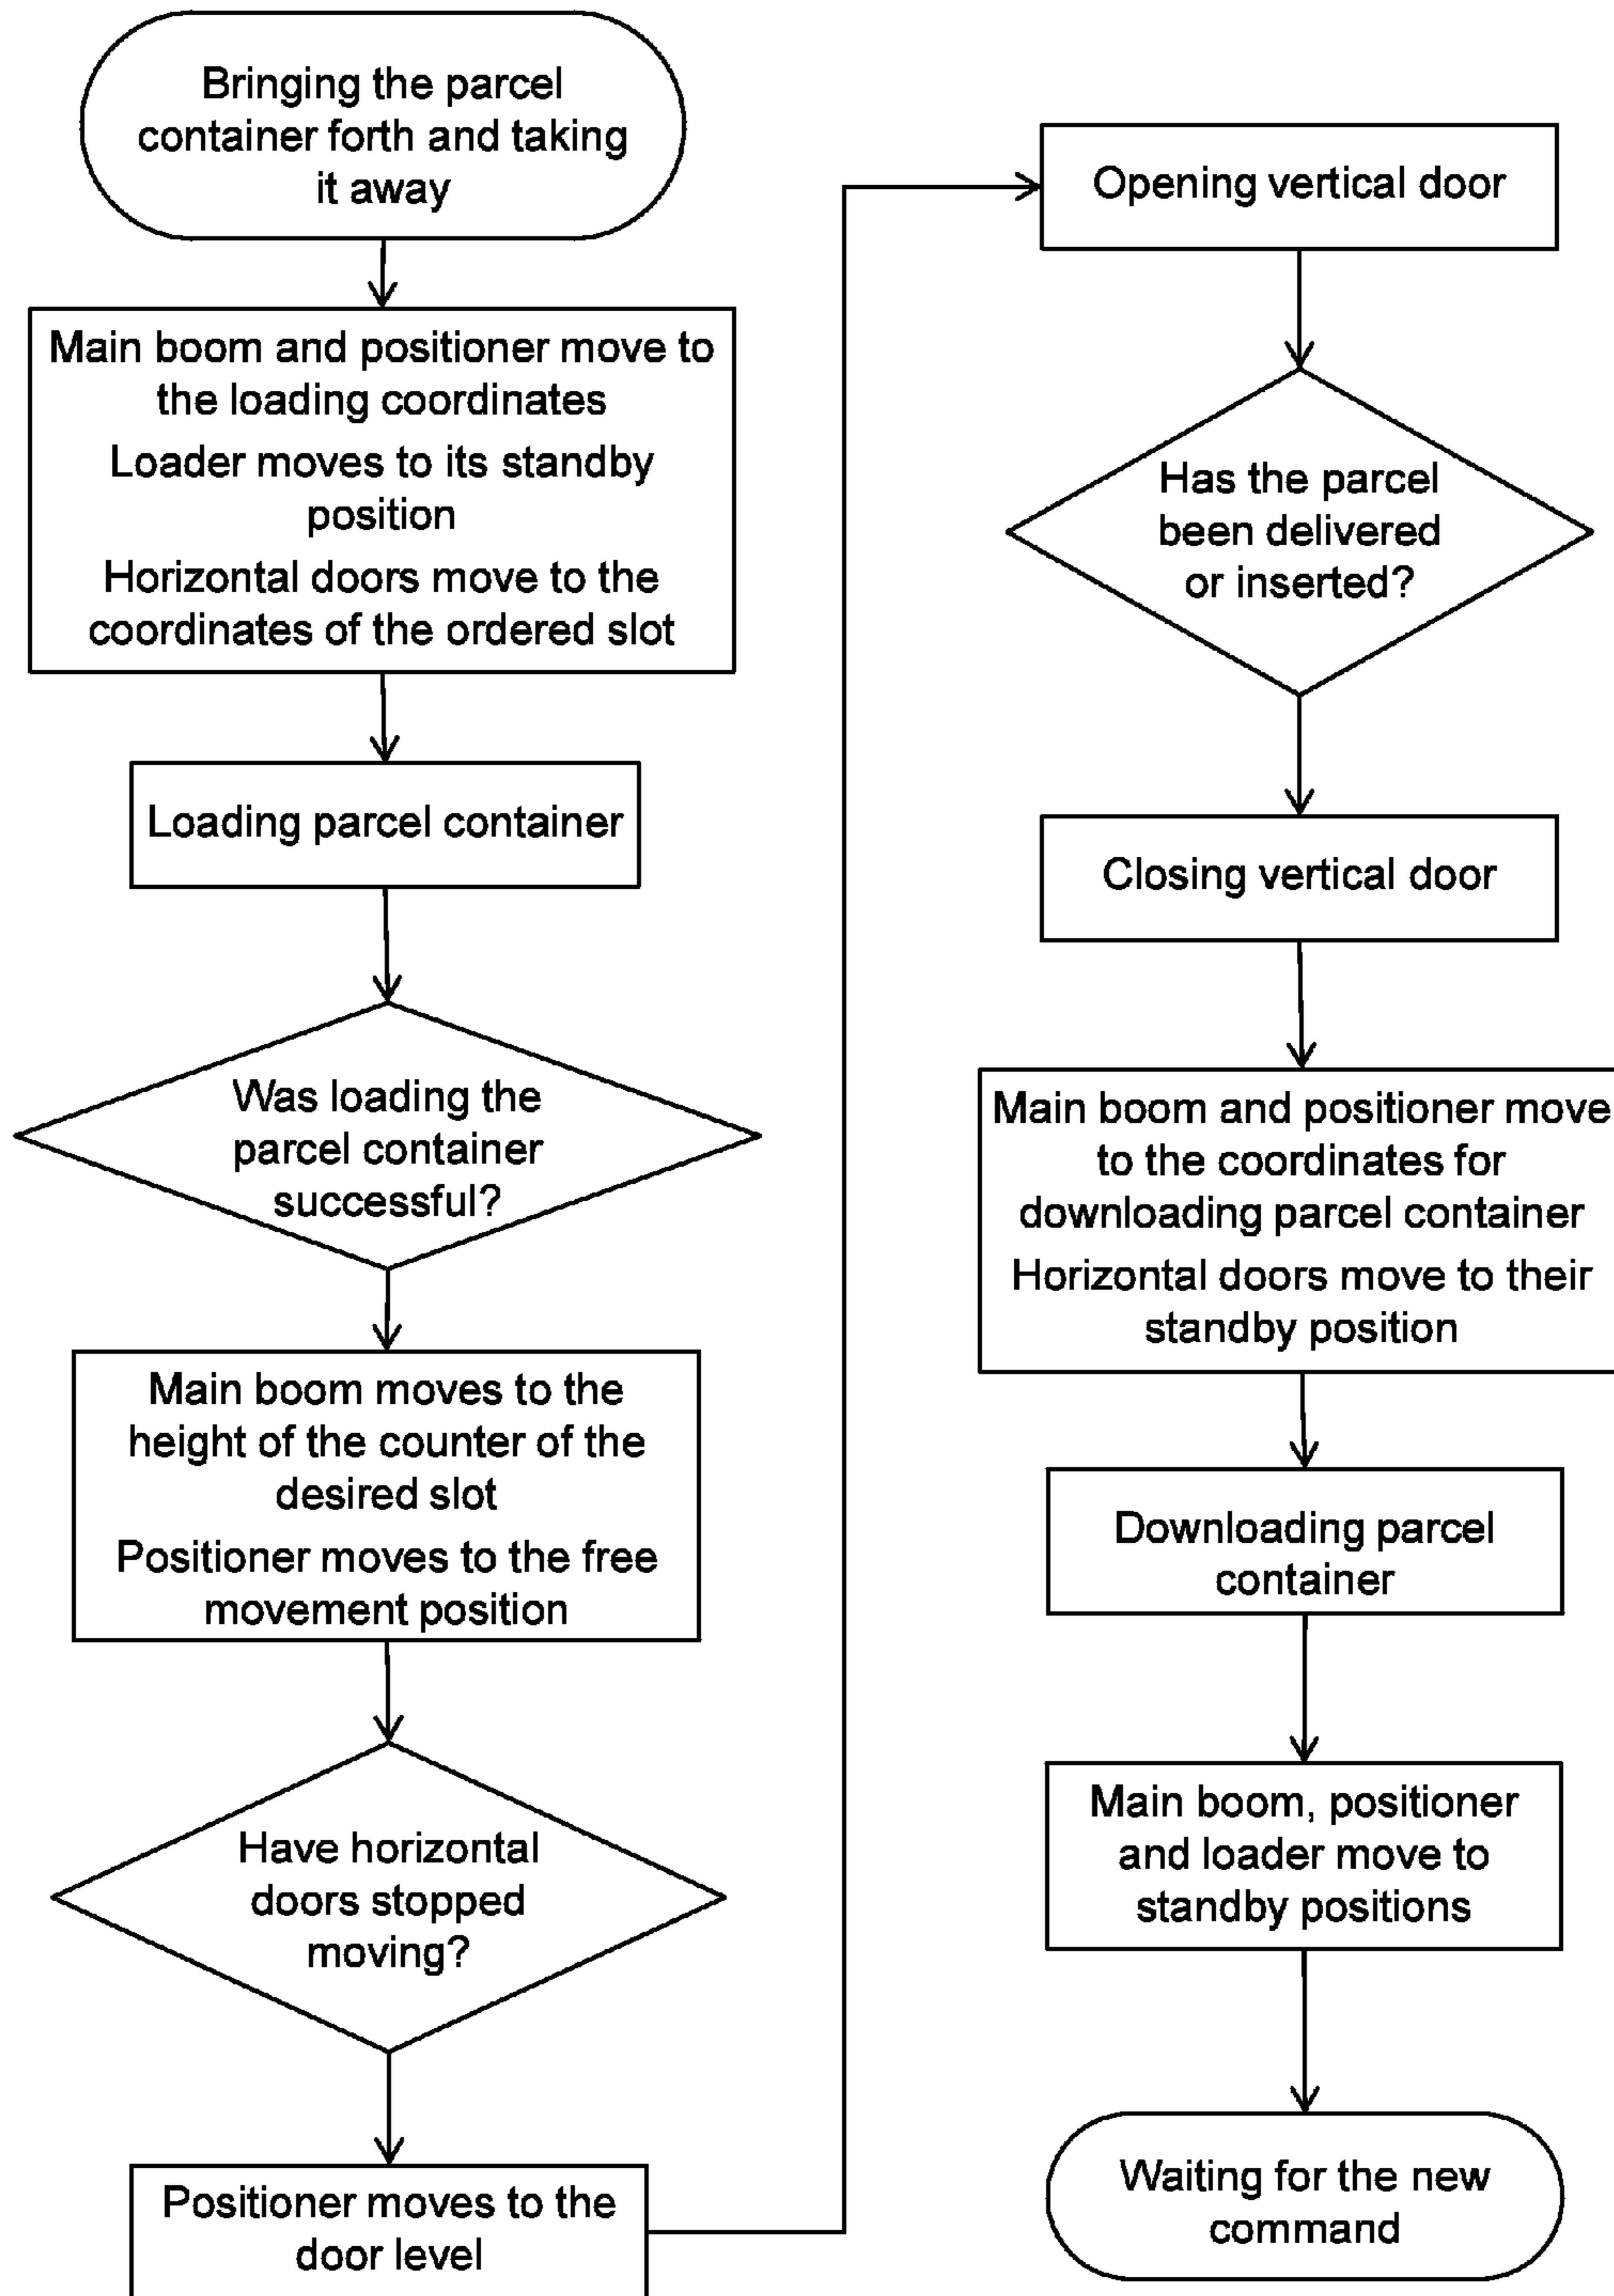 Bringing the parcel
container forth and taking
it away
Main boom and positioner move to
the loading coordinates
Loader moves to its standby
position
Horizontal doors move to the
coordinates of the ordered slot
Loading parcel container
Was loading the
parcel container
successful?
Main boom moves to the
height of the counter of the
desired slot
Positioner moves to the free
movement position
Have horizontal
doors stopped
moving?
Positioner moves to the
door level
Opening vertical door
Has the parcel
been delivered
or inserted?
Closing vertical door
Main boom and positioner move
to the coordinates for
downloading parcel container
Horizontal doors move to their
standby position
Downloading parcel
container
Main boom, positioner
and loader move to
standby positions
Waiting for the new
command